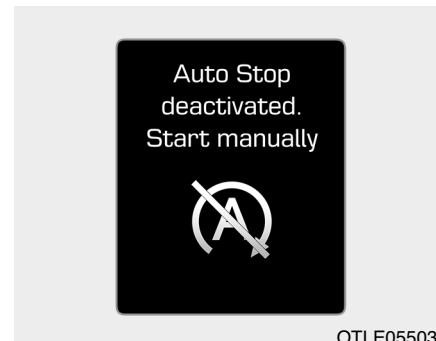 Auto Stop
deactivated.
Start manually
A
OTLE05503